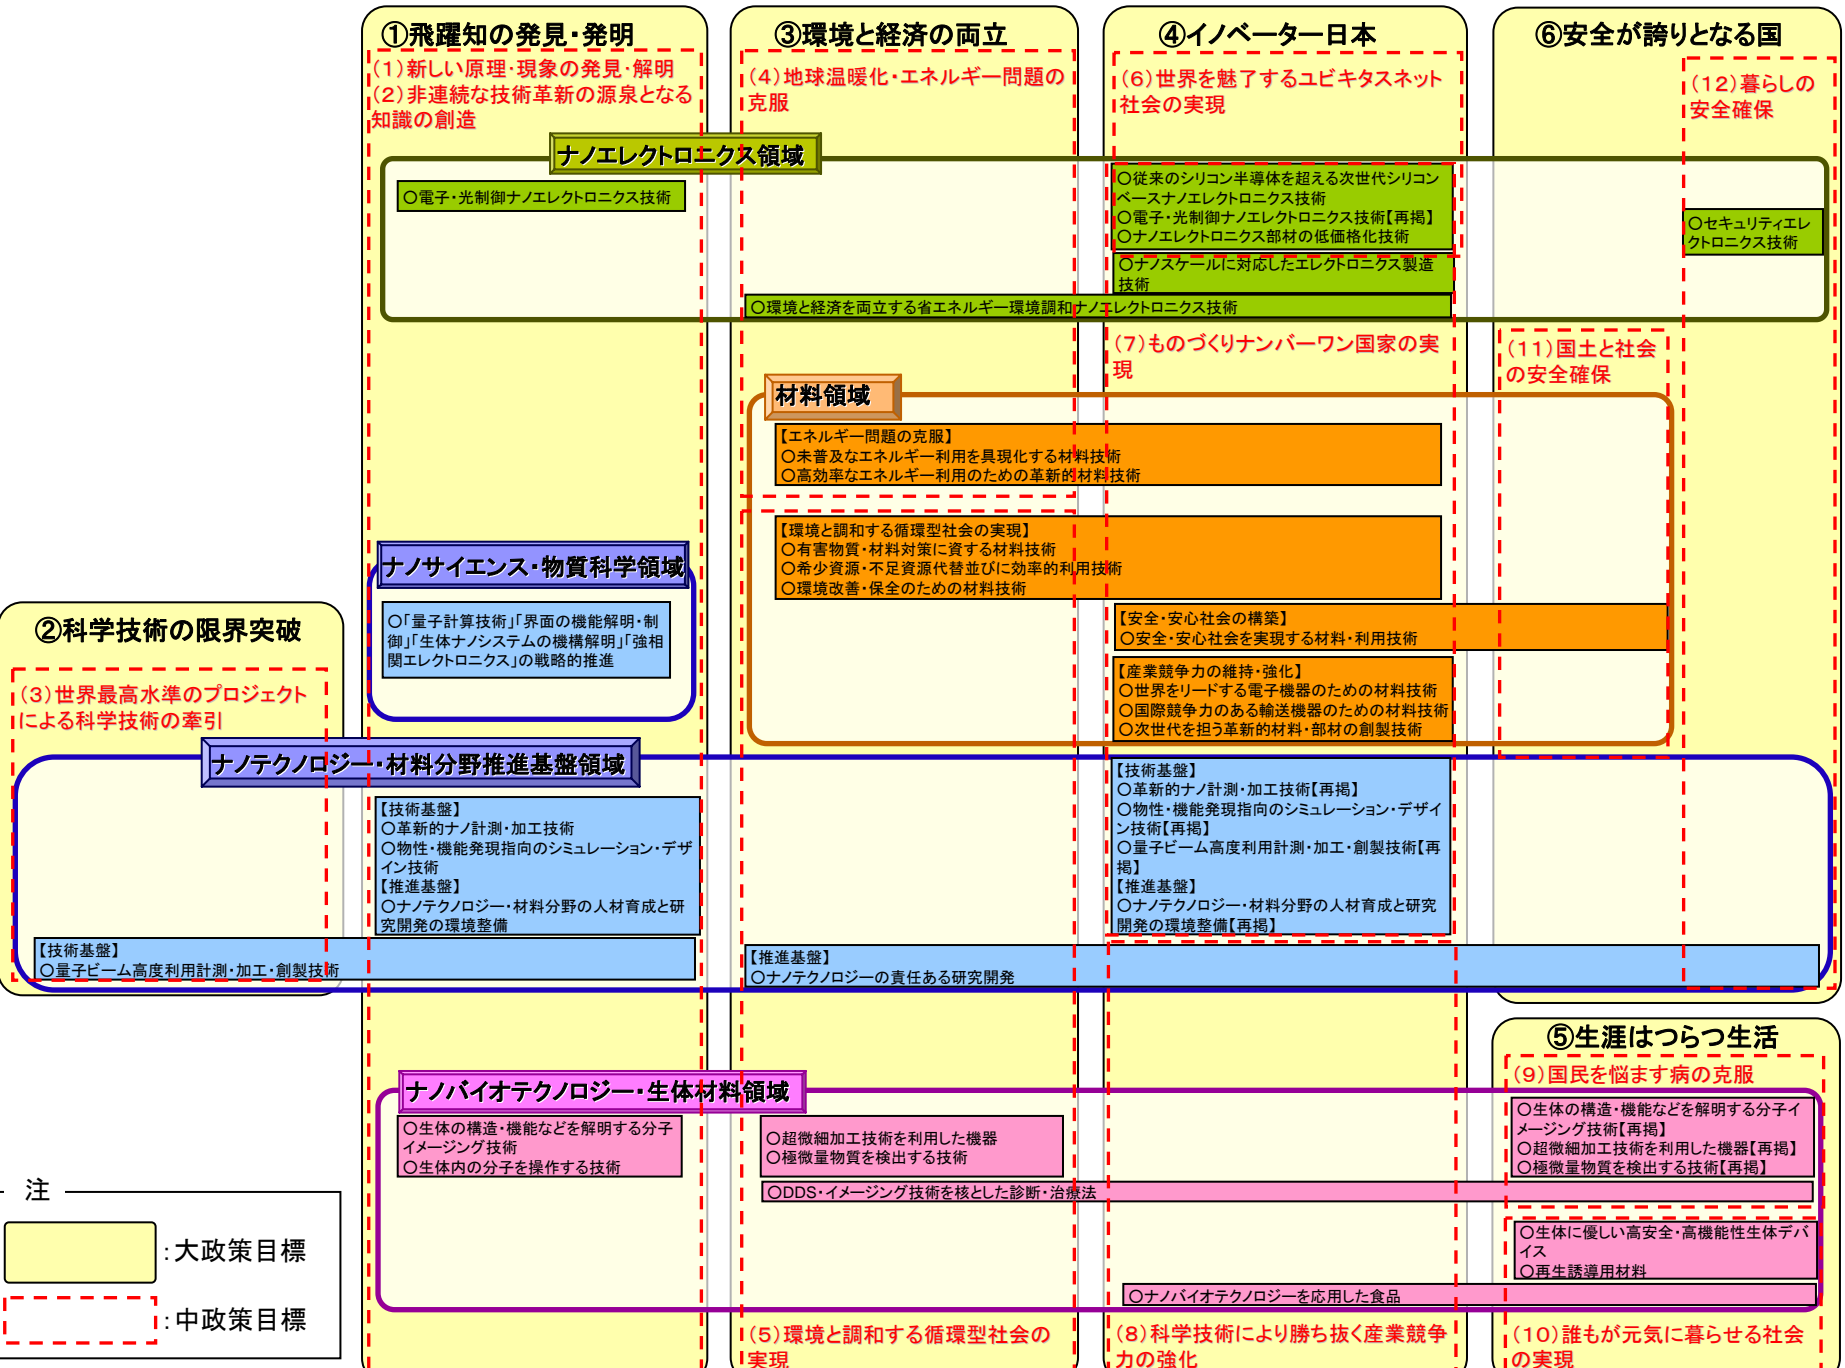 ①飛躍知の発見・発明
(1)新しい原理・現象の発見・解明
(2)非連続な技術革新の源泉となる
知識の創造
③環境と経済の両立
(4)地球温暖化・エネルギー問題の
克服
④イノベーター日本
(6)世界を魅了するユビキタスネット
社会の実現
⑥安全が誇りとなる国
(12)暮らしの
安全確保
ナノエレクトロニクス領域
○電子・光制御ナノエレクトロニクス技術
○従来のシリコン半導体を超える次世代シリコン
ベースナノエレクトロニクス技術
○電子・光制御ナノエレクトロニクス技術【再掲】
○ナノエレクトロニクス部材の低価格化技術
○ナノスケールに対応したエレクトロニクス製造
技術
○セキュリティエレ
クトロニクス技術
○環境と経済を両立する省エネルギー環境調和ナノエレクトロニクス技術
(7)ものづくりナンバーワン国家の実
現
(11)国土と社会
の安全確保
材料領域
【エネルギー問題の克服】
○未普及なエネルギー利用を具現化する材料技術
○高効率なエネルギー利用のための革新的材料技術
【環境と調和する循環型社会の実現】
○有害物質・材料対策に資する材料技術
○希少資源・不足資源代替並びに効率的利用技術
○環境改善・保全のための材料技術
【安全・安心社会の構築】
○安全・安心社会を実現する材料・利用技術
【産業競争力の維持・強化】
○世界をリードする電子機器のための材料技術
○国際競争力のある輸送機器のための材料技術
○次世代を担う革新的材料・部材の創製技術
ナノサイエンス・物質科学領域
○「量子計算技術」「界面の機能解明・制
御」「生体ナノシステムの機構解明」「強相
関エレクトロニクス」の戦略的推進
②科学技術の限界突破
(3)世界最高水準のプロジェクト
による科学技術の牽引
ナノテクノロジー・材料分野推進基盤領域
【技術基盤】
○革新的ナノ計測・加工技術
○物性・機能発現指向のシミュレーション・デザ
イン技術
【推進基盤】
○ナノテクノロジー・材料分野の人材育成と研
究開発の環境整備
【技術基盤】
○革新的ナノ計測・加工技術【再掲】
○物性・機能発現指向のシミュレーション・デザイ
ン技術【再掲】
○量子ビーム高度利用計測・加工・創製技術【再
掲】
【推進基盤】
○ナノテクノロジー・材料分野の人材育成と研究
開発の環境整備【再掲】
【技術基盤】
○量子ビーム高度利用計測・加工・創製技術
【推進基盤】
○ナノテクノロジーの責任ある研究開発
⑤生涯はつらつ生活
(9)国民を悩ます病の克服
ナノバイオテクノロジー・生体材料領域
○生体の構造・機能などを解明する分子
イメージング技術
○生体内の分子を操作する技術
○超微細加工技術を利用した機器
○極微量物質を検出する技術
○生体の構造・機能などを解明する分子イ
メージング技術【再掲】
○超微細加工技術を利用した機器【再掲】
○極微量物質を検出する技術【再掲】
○DDS・イメージング技術を核とした診断・治療法
○生体に優しい高安全・高機能性生体デバ
イス
○再生誘導用材料
○ナノバイオテクノロジーを応用した食品
(5)環境と調和する循環型社会の
実現
(8)科学技術により勝ち抜く産業競争
力の強化
(10)誰もが元気に暮らせる社会
の実現
注
:大政策目標
:中政策目標